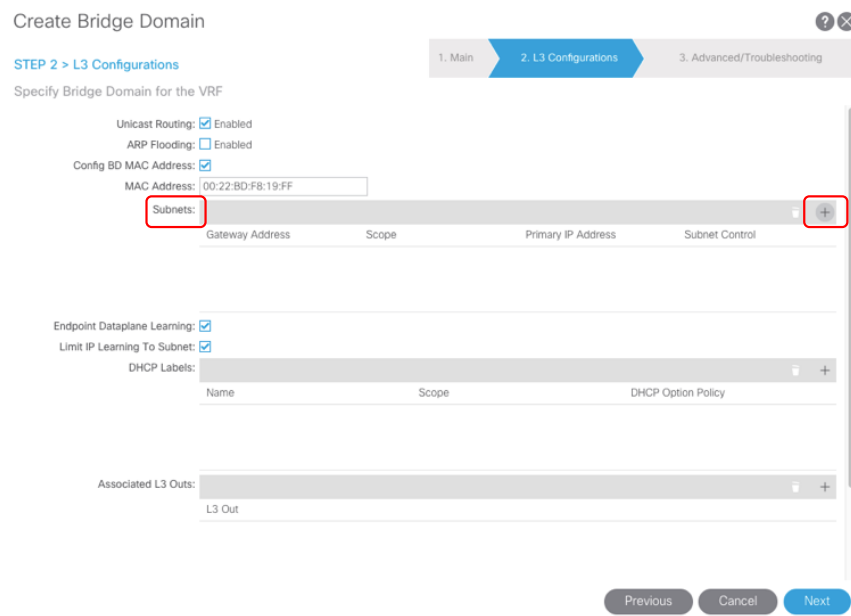 Create Bridge Domain
STEP 2 > L3 Configurations
1. Main
2. L3 Configurations
3. Advanced/Troubleshooting
Specify Bridge Domain for the VRF
Unicast Routing: Enabled
ARP Flooding: Enabled
Config BD MAC Address:
MAC Address: 00:22:BD:F8:19:FF
Subnets:
Gateway Address Scope Primary IP Address Subnet Control
Endpoint Dataplane Learning:
Limit IP Learning To Subnet:
DHCP Labels:
Name Scope DHCP Option Policy
Associated L3 Outs:
L3 Out
Previous Cancel Next